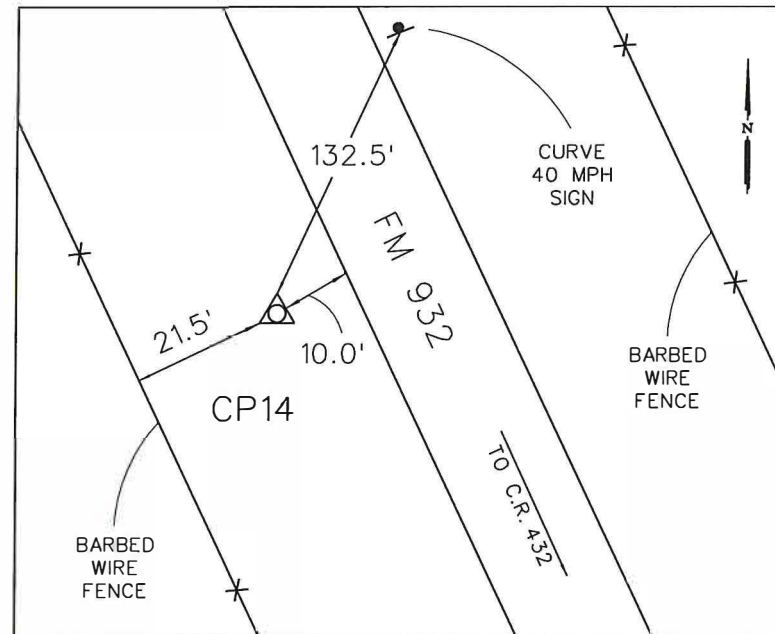 132.5'
CURVE
40 MPH
SIGN
N
FM 932
21.5'
10.0'
CP14
BARBED
WIRE
FENCE
TO C.R. 432
BARBED
WIRE
FENCE